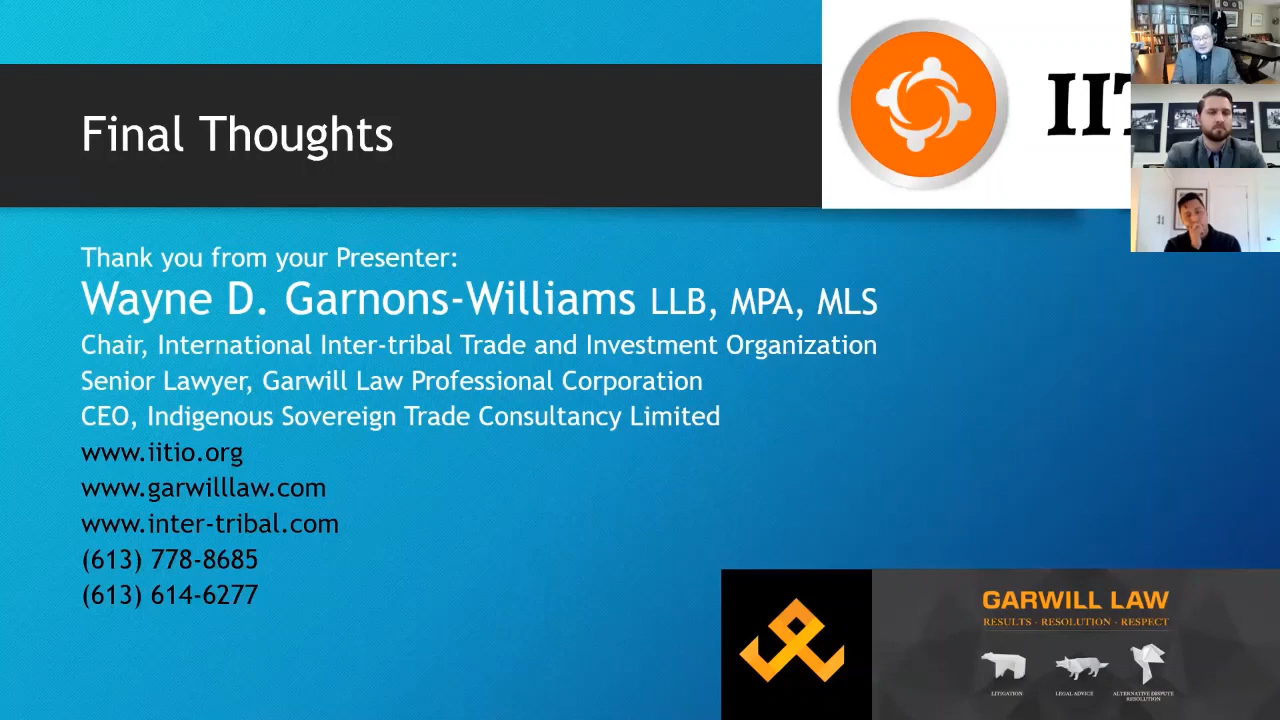 Final Thoughts
Thank you from your Presenter:
Wayne D. Garnons-Williams LLB, MPA, MLS
Chair, International Inter-tribal Trade and Investment Organization
Senior Lawyer, Garwill Law Professional Corporation
CEO, Indigenous Sovereign Trade Consultancy Limited
www.iitio.org
www.garwilllaw.com
www.inter-tribal.com
(613) 778-8685
(613) 614-6277
GARWILL LAW
RESULTS · RESOLUTION · RESPECT
LITIGATION
LEGAL ADVICE
ALTERNATIVE DISPUTE
RESOLUTION